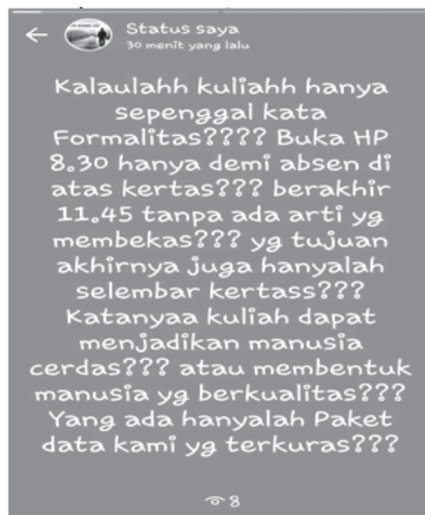 Status saya
30 menit yang lalu
Kalaulahh kuliahh hanya
sepenggal kata
Formalitas???? Buka HP
8.30 hanya demi absen di
atas kertas??? berakhir
11.45 tanpa ada arti yg
membekas??? yg tujuan
akhirnya juga hanyalah
selembar kertass???
Katanyaa kuliah dapat
menjadikan manusia
cerdas??? atau membentuk
manusia yg berkualitas???
Yang ada hanyalah Paket
data kami yg terkuras???
8